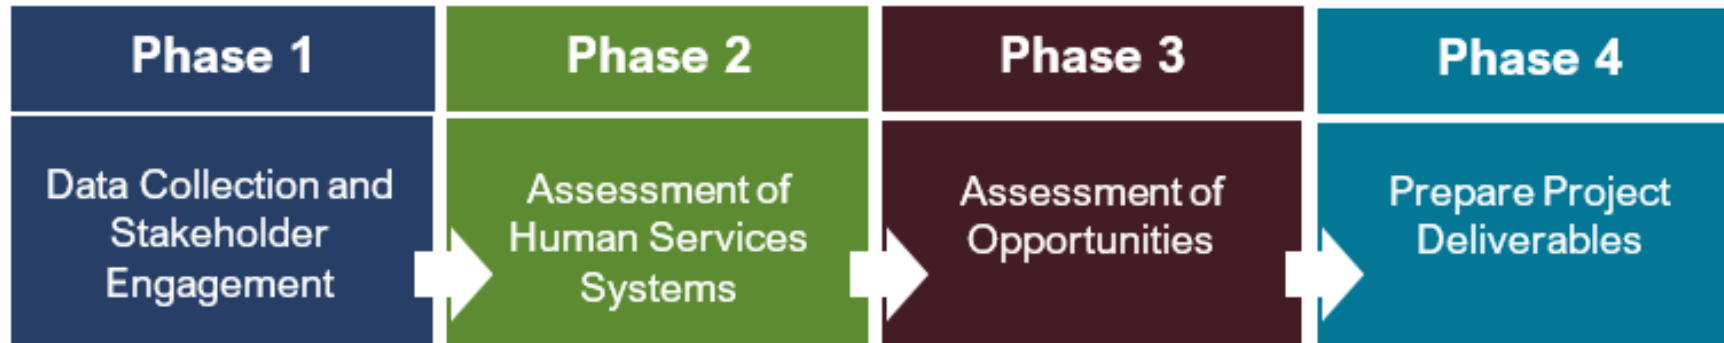 Phase 1
Data Collection and
Stakeholder
Engagement
Phase 2
Assessment of
Human Services
Systems
Phase 3
Assessment of
Opportunities
Phase 4
Prepare Project
Deliverables